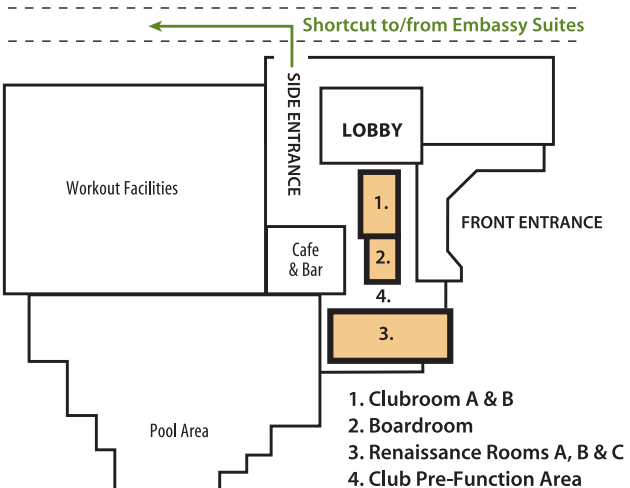 Shortcut to/from Embassy Suites
SIDE ENTRANCE
LOBBY
Workout Facilities
1.
FRONT ENTRANCE
Cafe
& Bar
2.
4.
3.
1. Clubroom A & B
2. Boardroom
Pool Area
3. Renaissance Rooms A, B & C
4. Club Pre-Function Area